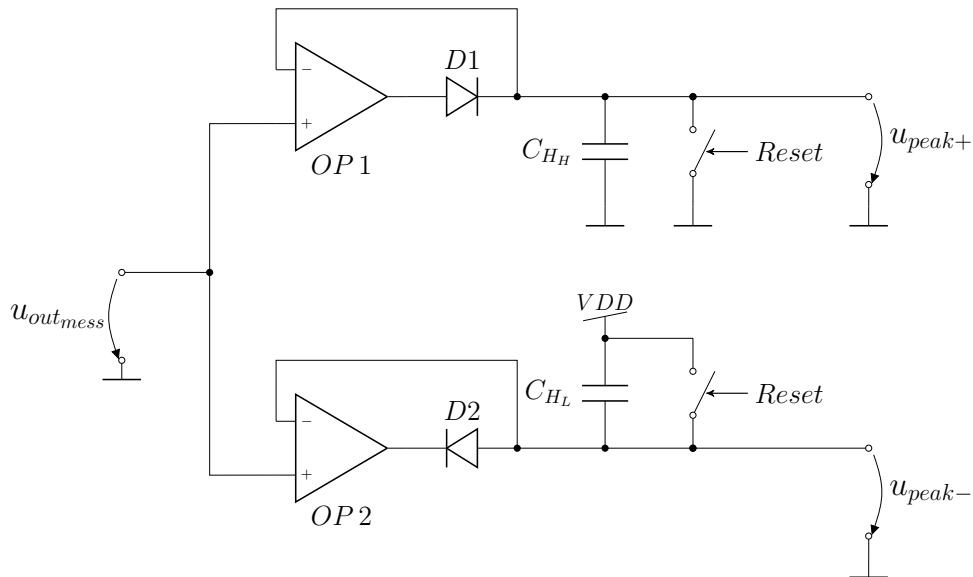 −
+
OP1
D1
C_{H_H}
Reset
u_{peak+}
u_{out_{mess}}
VDD
−
+
OP2
D2
C_{H_L}
Reset
u_{peak−}